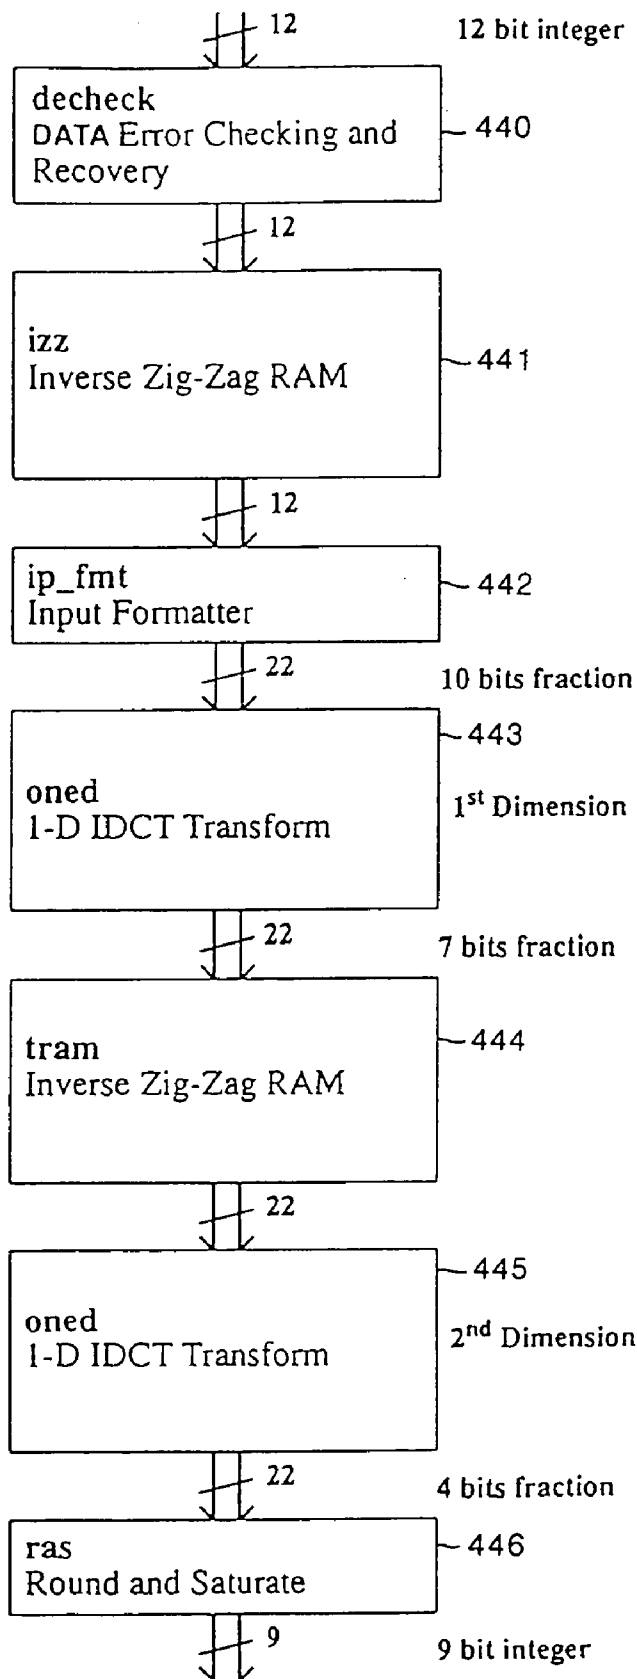 12 12 bit integer
decheck
DATA Error Checking and
Recovery
440
12
izz
Inverse Zig-Zag RAM
441
12
ip_fmt
Input Formatter
442
22 10 bits fraction
443
oned
1-D IDCT Transform
1st Dimension
22 7 bits fraction
tram
Inverse Zig-Zag RAM
444
22
445
oned
1-D IDCT Transform
2nd Dimension
22 4 bits fraction
ras
Round and Saturate
446
9 9 bit integer